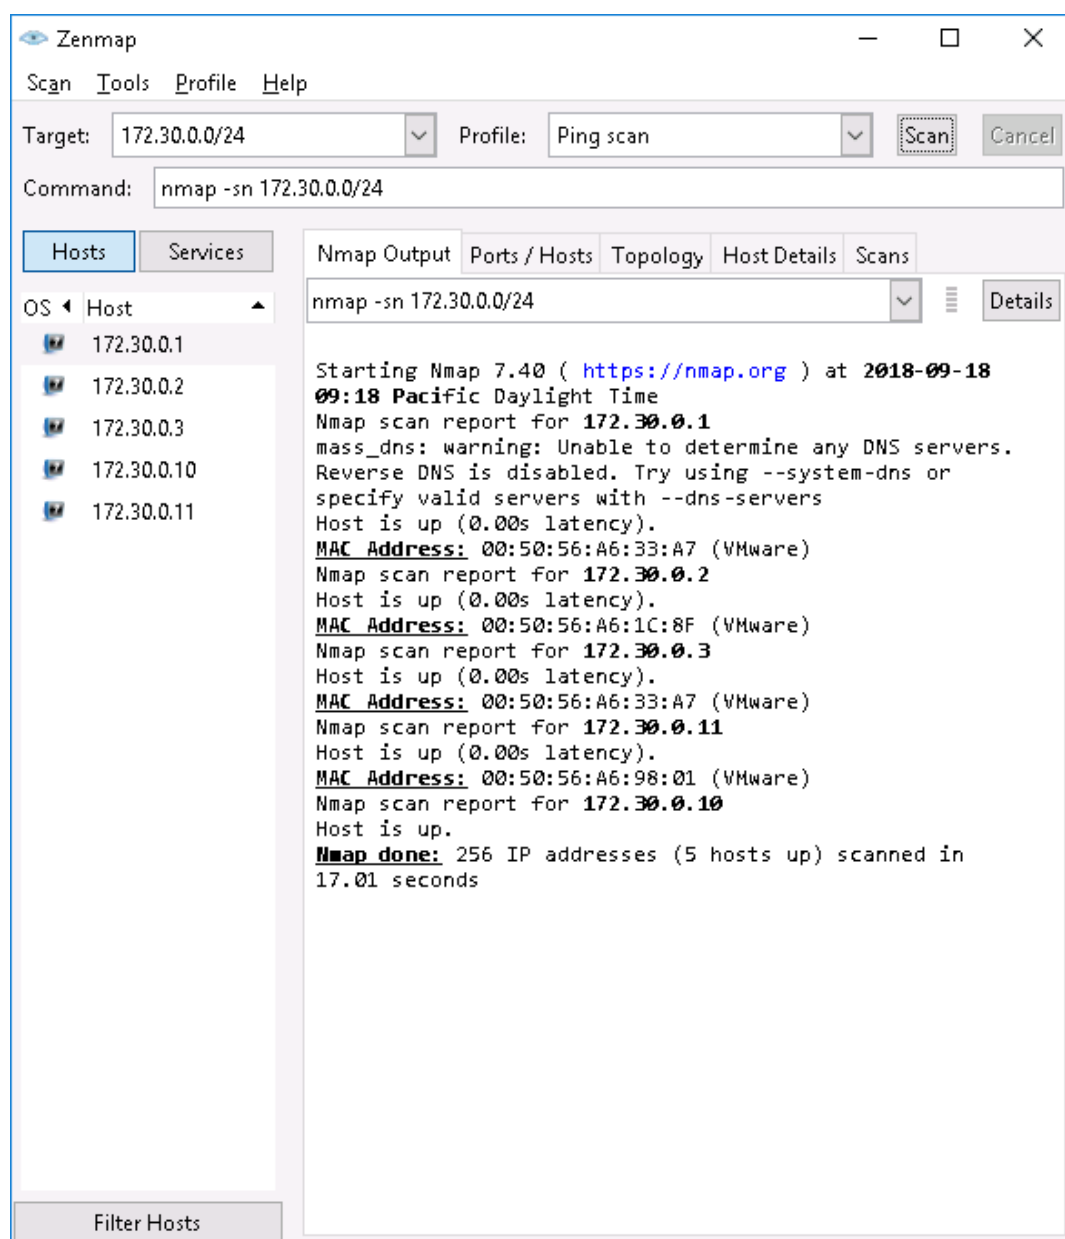 Zenmap
Scan Tools Profile Help
Target: 172.30.0.0/24 Profile: Ping scan Scan Cancel
Command: nmap -sn 172.30.0.0/24
Hosts Services
OS Host
172.30.0.1
172.30.0.2
172.30.0.3
172.30.0.10
172.30.0.11
Filter Hosts
Nmap Output Ports / Hosts Topology Host Details Scans
nmap -sn 172.30.0.0/24 Details
Starting Nmap 7.40 ( https://nmap.org ) at 2018-09-18
09:18 Pacific Daylight Time
Nmap scan report for 172.30.0.1
mass_dns: warning: Unable to determine any DNS servers.
Reverse DNS is disabled. Try using --system-dns or
specify valid servers with --dns-servers
Host is up (0.00s latency).
MAC Address: 00:50:56:A6:33:A7 (VMware)
Nmap scan report for 172.30.0.2
Host is up (0.00s latency).
MAC Address: 00:50:56:A6:1C:8F (VMware)
Nmap scan report for 172.30.0.3
Host is up (0.00s latency).
MAC Address: 00:50:56:A6:33:A7 (VMware)
Nmap scan report for 172.30.0.11
Host is up (0.00s latency).
MAC Address: 00:50:56:A6:98:01 (VMware)
Nmap scan report for 172.30.0.10
Host is up.
Nmap done: 256 IP addresses (5 hosts up) scanned in
17.01 seconds